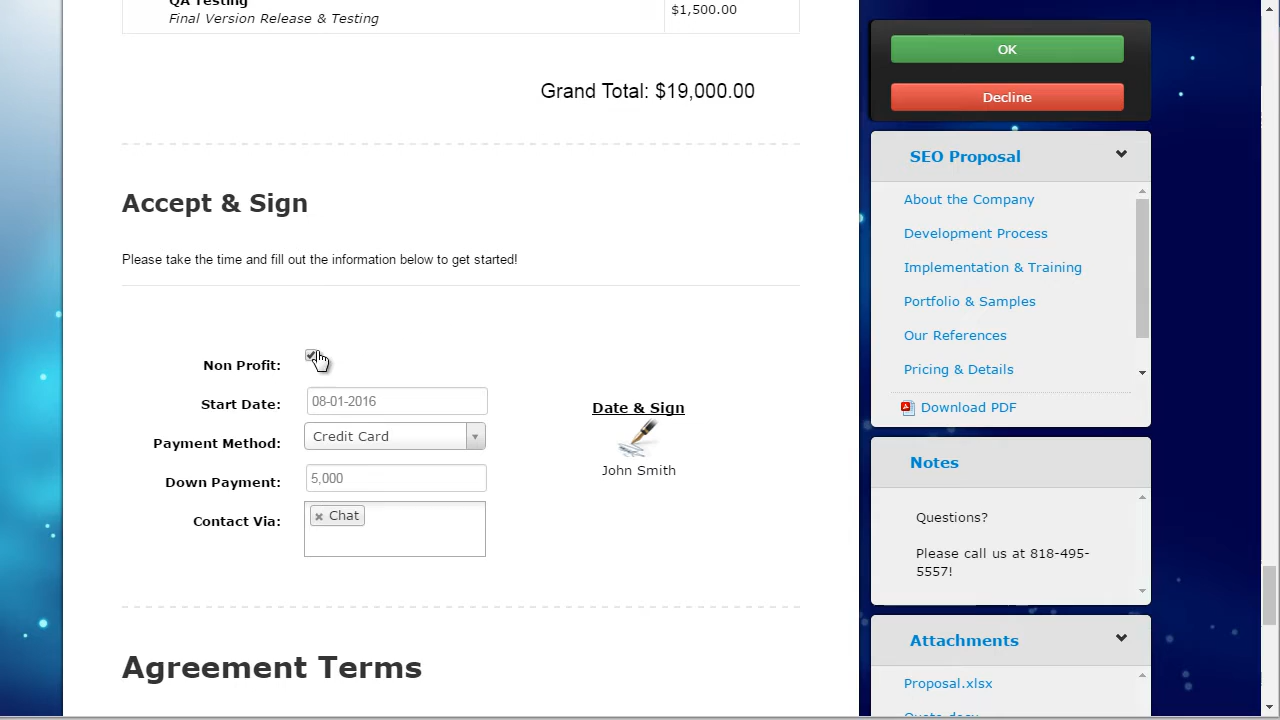 QA Testing
Final Version Release & Testing
$1,500.00
Grand Total: $19,000.00
Accept & Sign
Please take the time and fill out the information below to get started!
Non Profit:
Start Date: 08-01-2016
Payment Method: Credit Card
Down Payment: 5,000
Contact Via: Chat
Date & Sign
John Smith
Agreement Terms
OK
Decline
SEO Proposal
About the Company
Development Process
Implementation & Training
Portfolio & Samples
Our References
Pricing & Details
Download PDF
Notes
Questions?
Please call us at 818-495-
5557!
Attachments
Proposal.xlsx